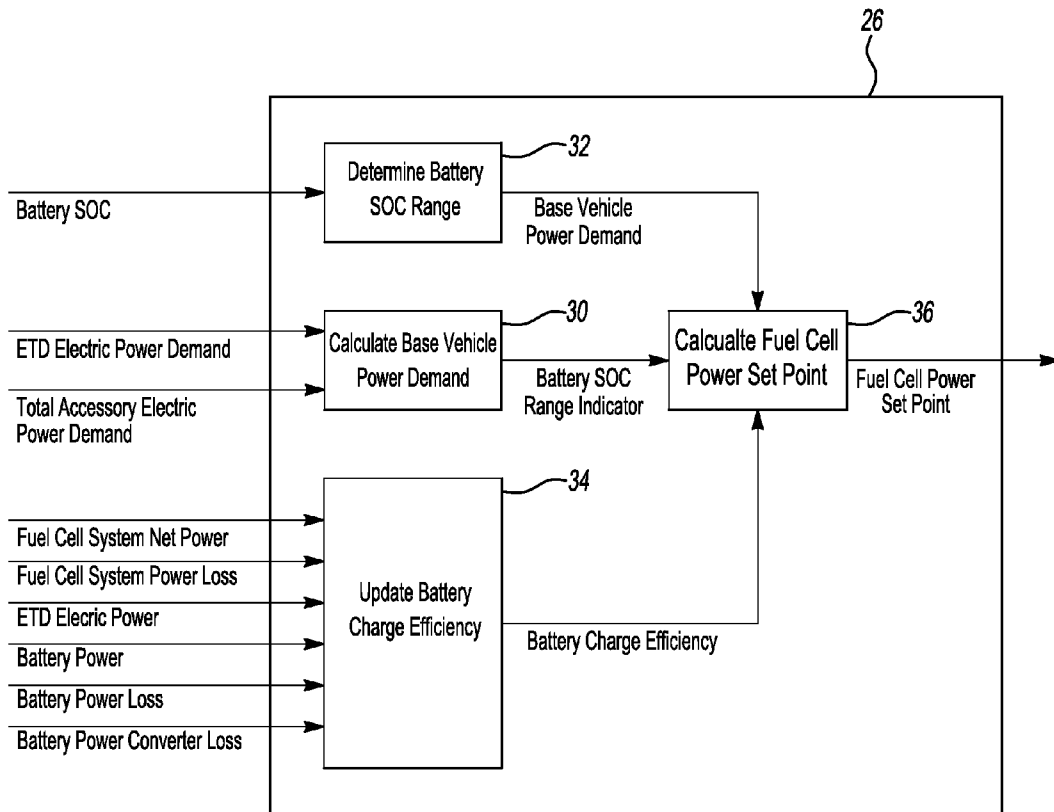 26
32
Determine Battery
SOC Range
Battery SOC
Base Vehicle
Power Demand
30
36
ETD Electric Power Demand
Calculate Base Vehicle
Power Demand
Calcualte Fuel Cell
Power Set Point
Battery SOC
Range Indicator
Fuel Cell Power
Set Point
Total Accessory Electric
Power Demand
34
Fuel Cell System Net Power
Fuel Cell System Power Loss
ETD Elecric Power
Battery Power
Battery Power Loss
Battery Power Converter Loss
Update Battery
Charge Efficiency
Battery Charge Efficiency